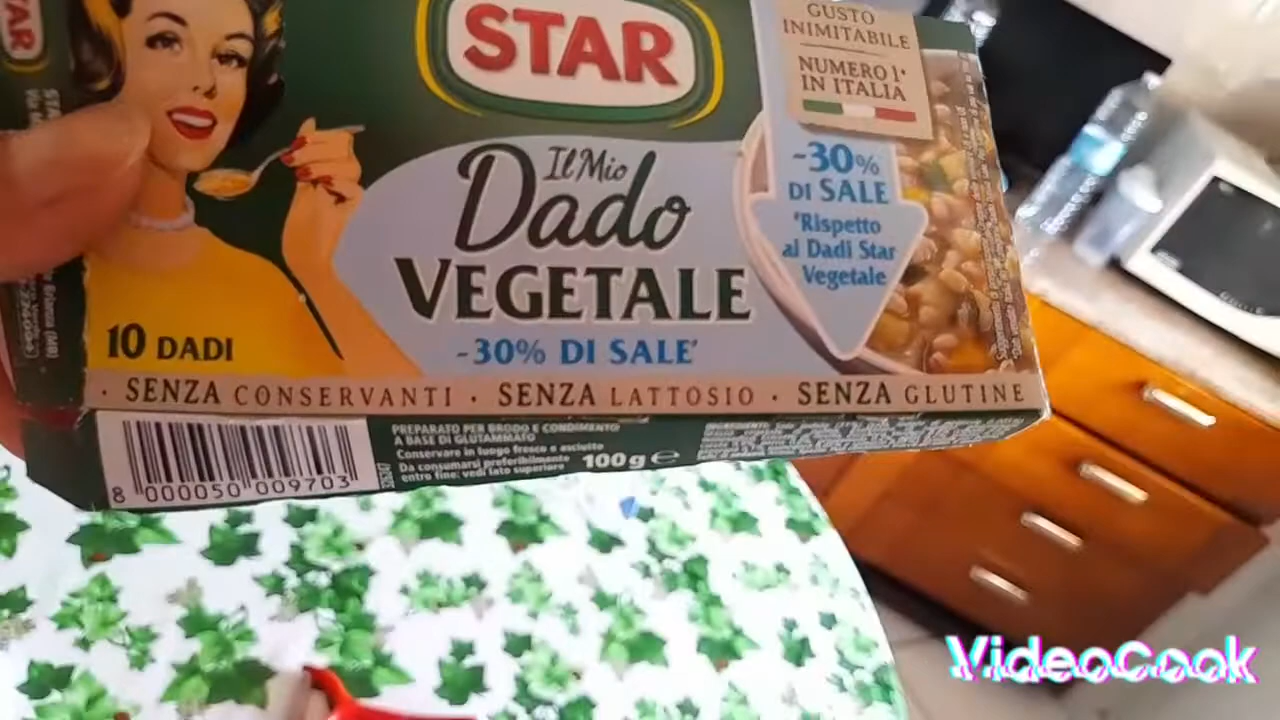 STAR
GUSTO
INIMITABILE
NUMERO 1*
IN ITALIA
Il Mio
Dado
VEGETALE
-30% DI SALE*
-30%
DI SALE
*Rispetto
ai Dadi Star
Vegetale
10 DADI
· SENZA CONSERVANTI · SENZA LATTOSIO · SENZA GLUTINE
8 000050 009703
PREPARATO PER BRODO E CONDIMENTO
A BASE DI GLUTAMMATO
Conservare in luogo fresco e asciutto
Da consumarsi preferibilmente
entro fine: vedi lato superiore
100 g ℮
VideoCook